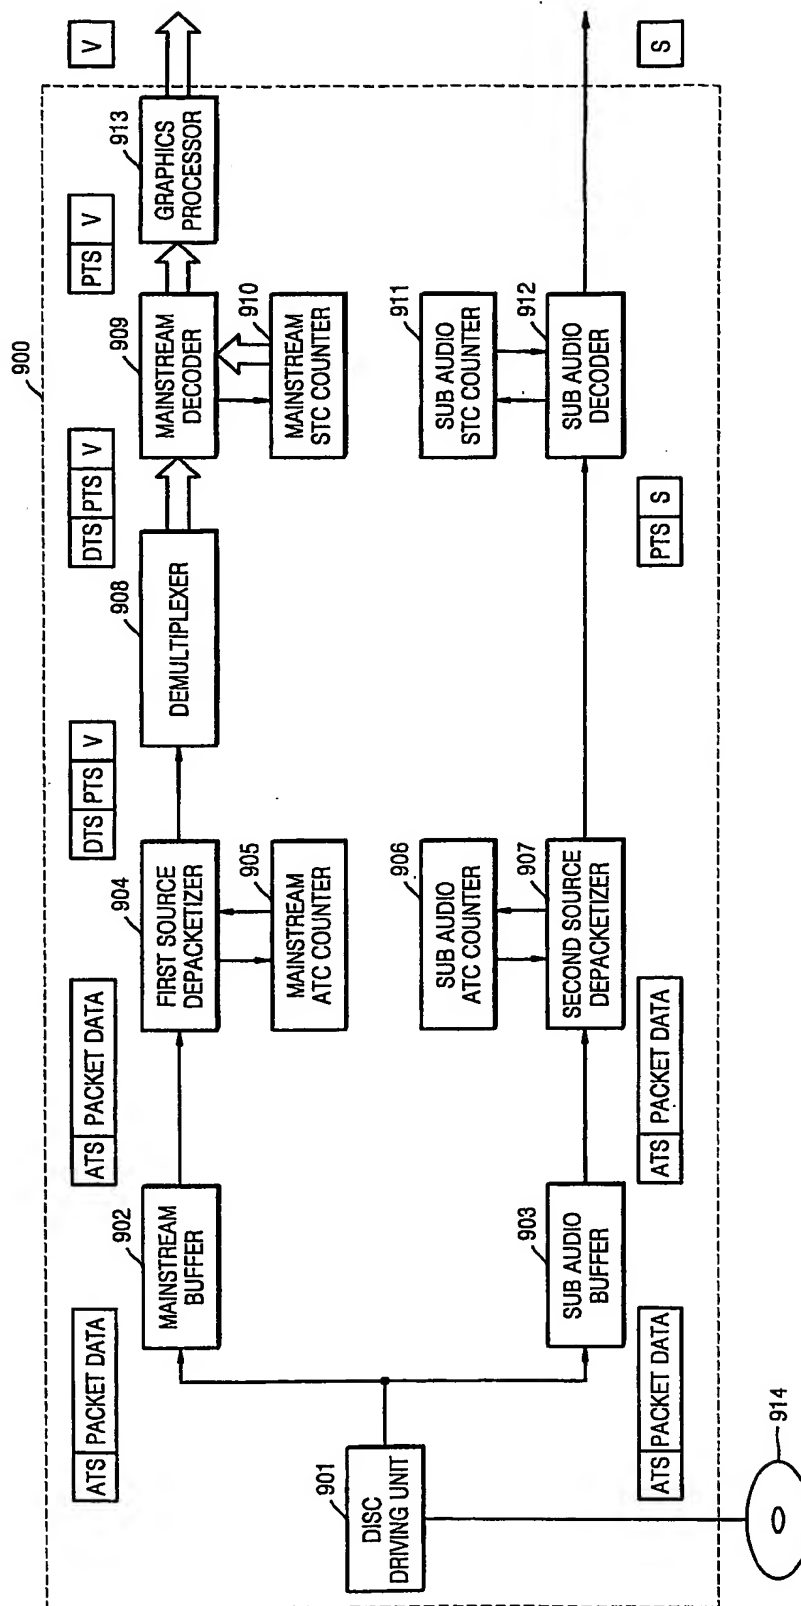 900
ATS PACKET DATA
ATS PACKET DATA
DTS PTS V
DTS PTS V
PTS V
V
901
DISC
DRIVING UNIT
902
MAINSTREAM
BUFFER
904
FIRST SOURCE
DEPACKETIZER
905
MAINSTREAM
ATC COUNTER
908
DEMULTIPLEXER
909
MAINSTREAM
DECODER
910
MAINSTREAM
STC COUNTER
913
GRAPHICS
PROCESSOR
903
SUB AUDIO
BUFFER
906
SUB AUDIO
ATC COUNTER
907
SECOND SOURCE
DEPACKETIZER
911
SUB AUDIO
STC COUNTER
912
SUB AUDIO
DECODER
ATS PACKET DATA
ATS PACKET DATA
PTS S
S
914